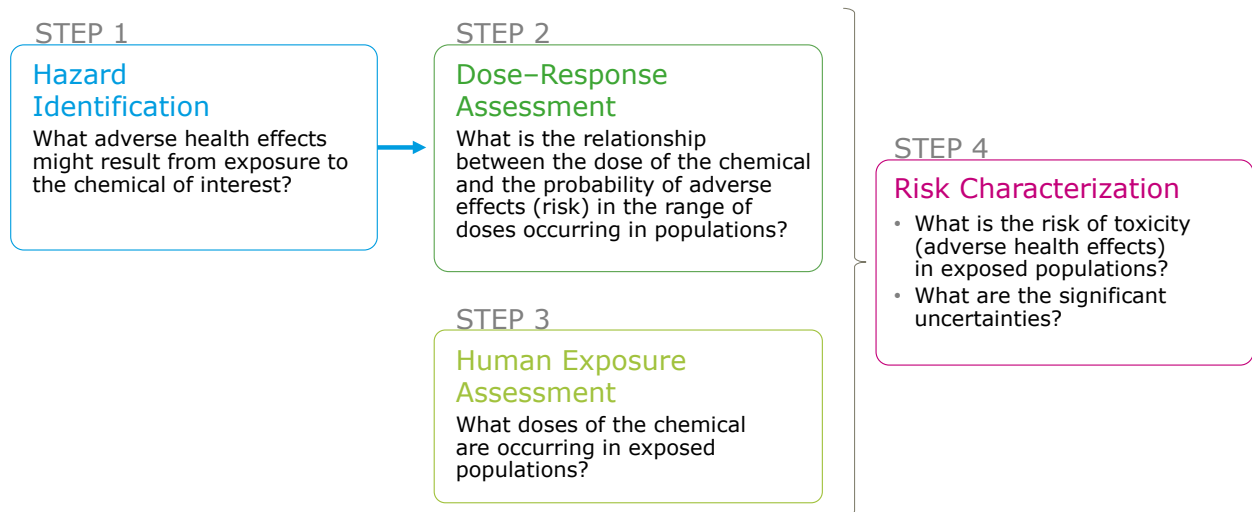 STEP 1
Hazard
Identification
What adverse health effects
might result from exposure to
the chemical of interest?
STEP 2
Dose–Response
Assessment
What is the relationship
between the dose of the chemical
and the probability of adverse
effects (risk) in the range of
doses occurring in populations?
STEP 3
Human Exposure
Assessment
What doses of the chemical
are occurring in exposed
populations?
STEP 4
Risk Characterization
• What is the risk of toxicity
(adverse health effects)
in exposed populations?
• What are the significant
uncertainties?